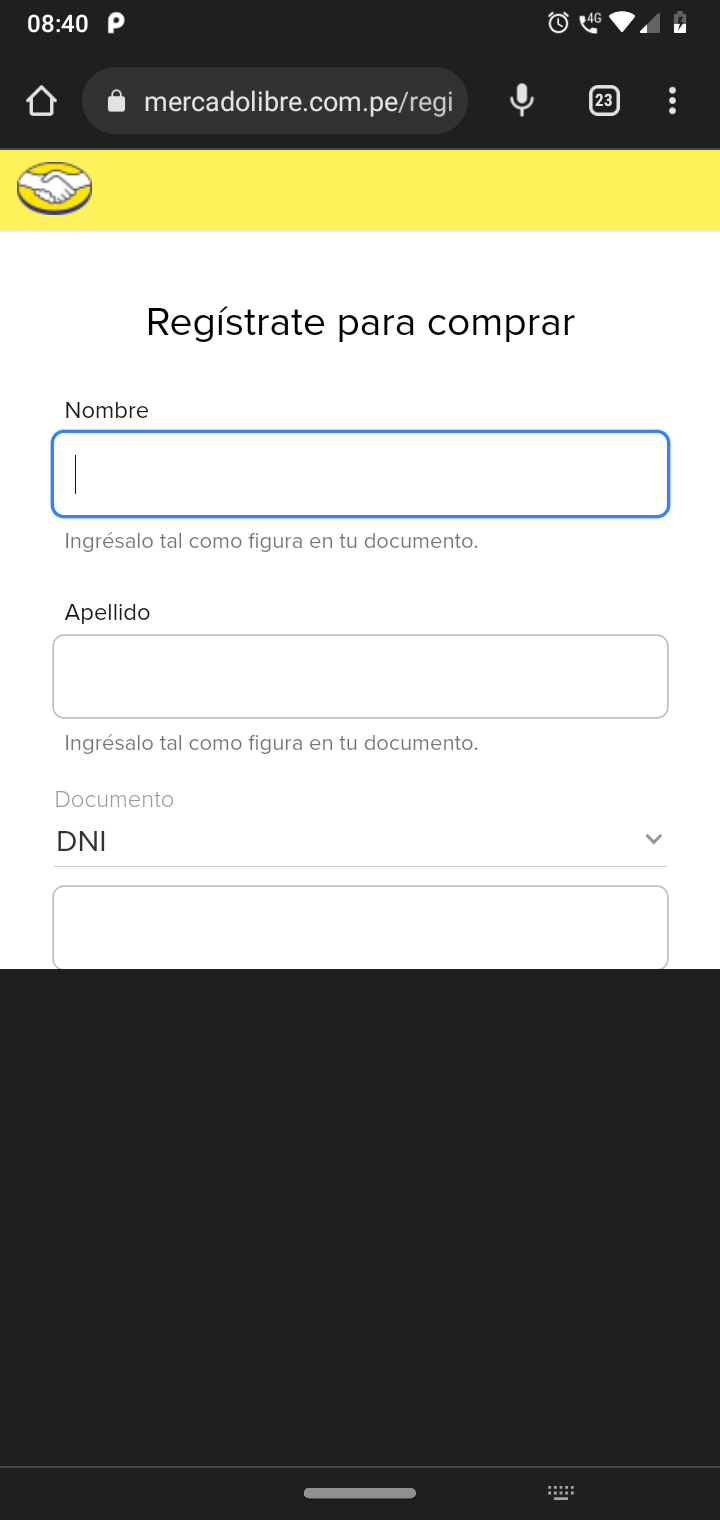 08:40
4G
mercadolibre.com.pe/regi
23
Regístrate para comprar
Nombre
Ingrésalo tal como figura en tu documento.
Apellido
Ingrésalo tal como figura en tu documento.
Documento
DNI